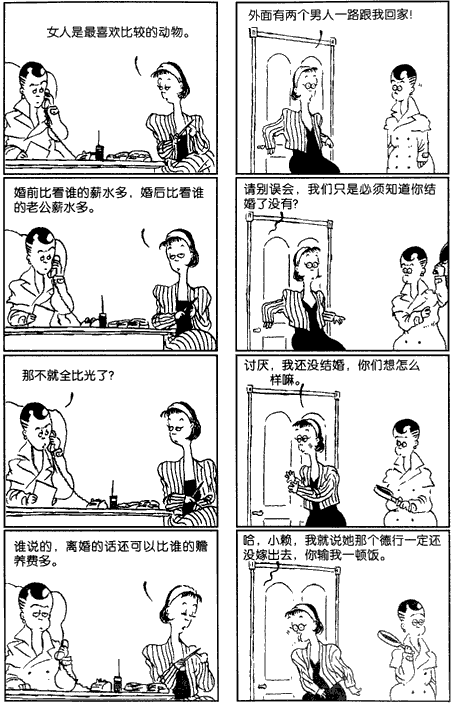 女人是最喜欢比较的动物。
婚前比看谁的薪水多，婚后比看谁
的老公薪水多。
那不就全比光了？
谁说的，离婚的话还可以比谁的赡
养费多。
外面有两个男人一路跟我回家！
请别误会，我们只是必须知道你结
婚了没有？
讨厌，我还没结婚，你们想怎么
样嘛。
哈，小赖，我就说她那个德行一定还
没嫁出去，你输我一顿饭。